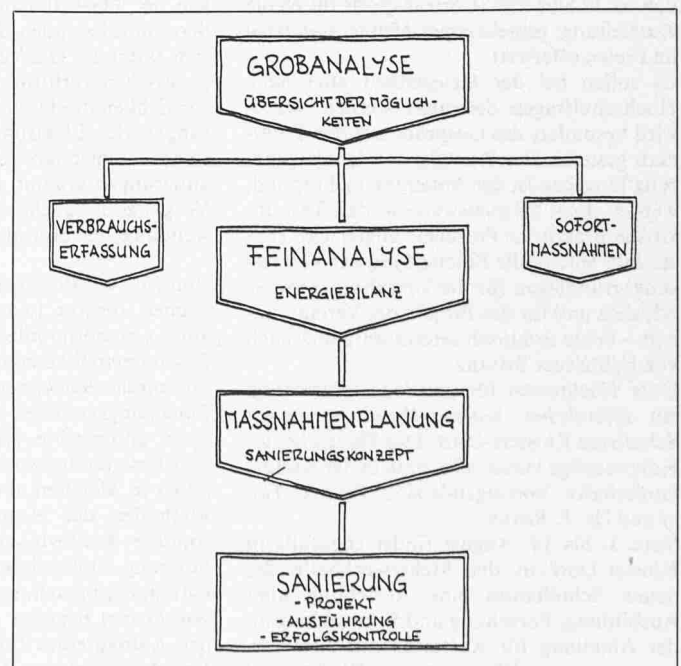 GROBANALYSE
ÜBERSICHT DER MÖGLICH-
KEITEN
VERBRAUCHS-
ERFASSUNG
SOFORT-
MASSNAHMEN
FEINANALYSE
ENERGIEBILANZ
MASSNAHMENPLANUNG
SANIERUNGSKONZEPT
SANIERUNG
- PROJEKT
- AUSFÜHRUNG
- ERFOLGSKONTROLLE